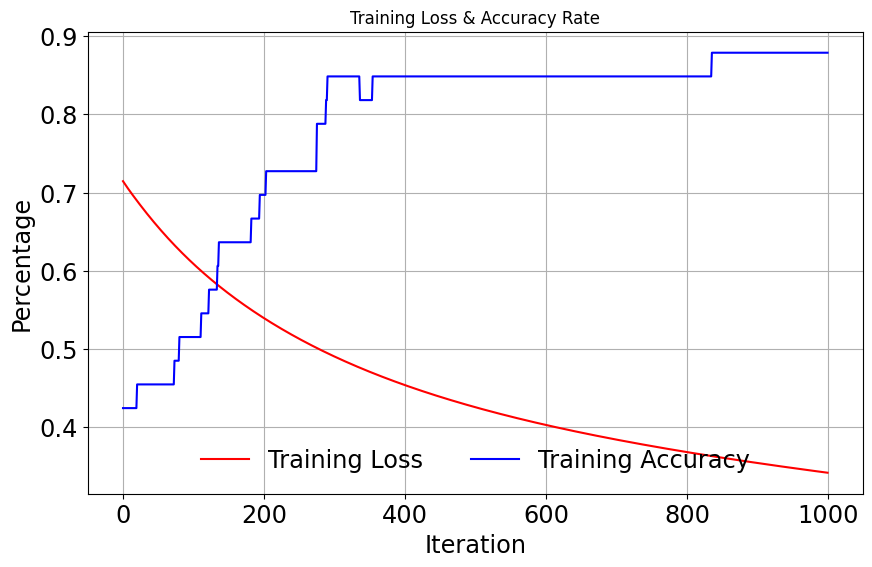 Training Loss & Accuracy Rate
0.9
0.8
0.7
0.6
0.5
0.4
Percentage
Training Loss
Training Accuracy
0 200 400 600 800 1000
Iteration